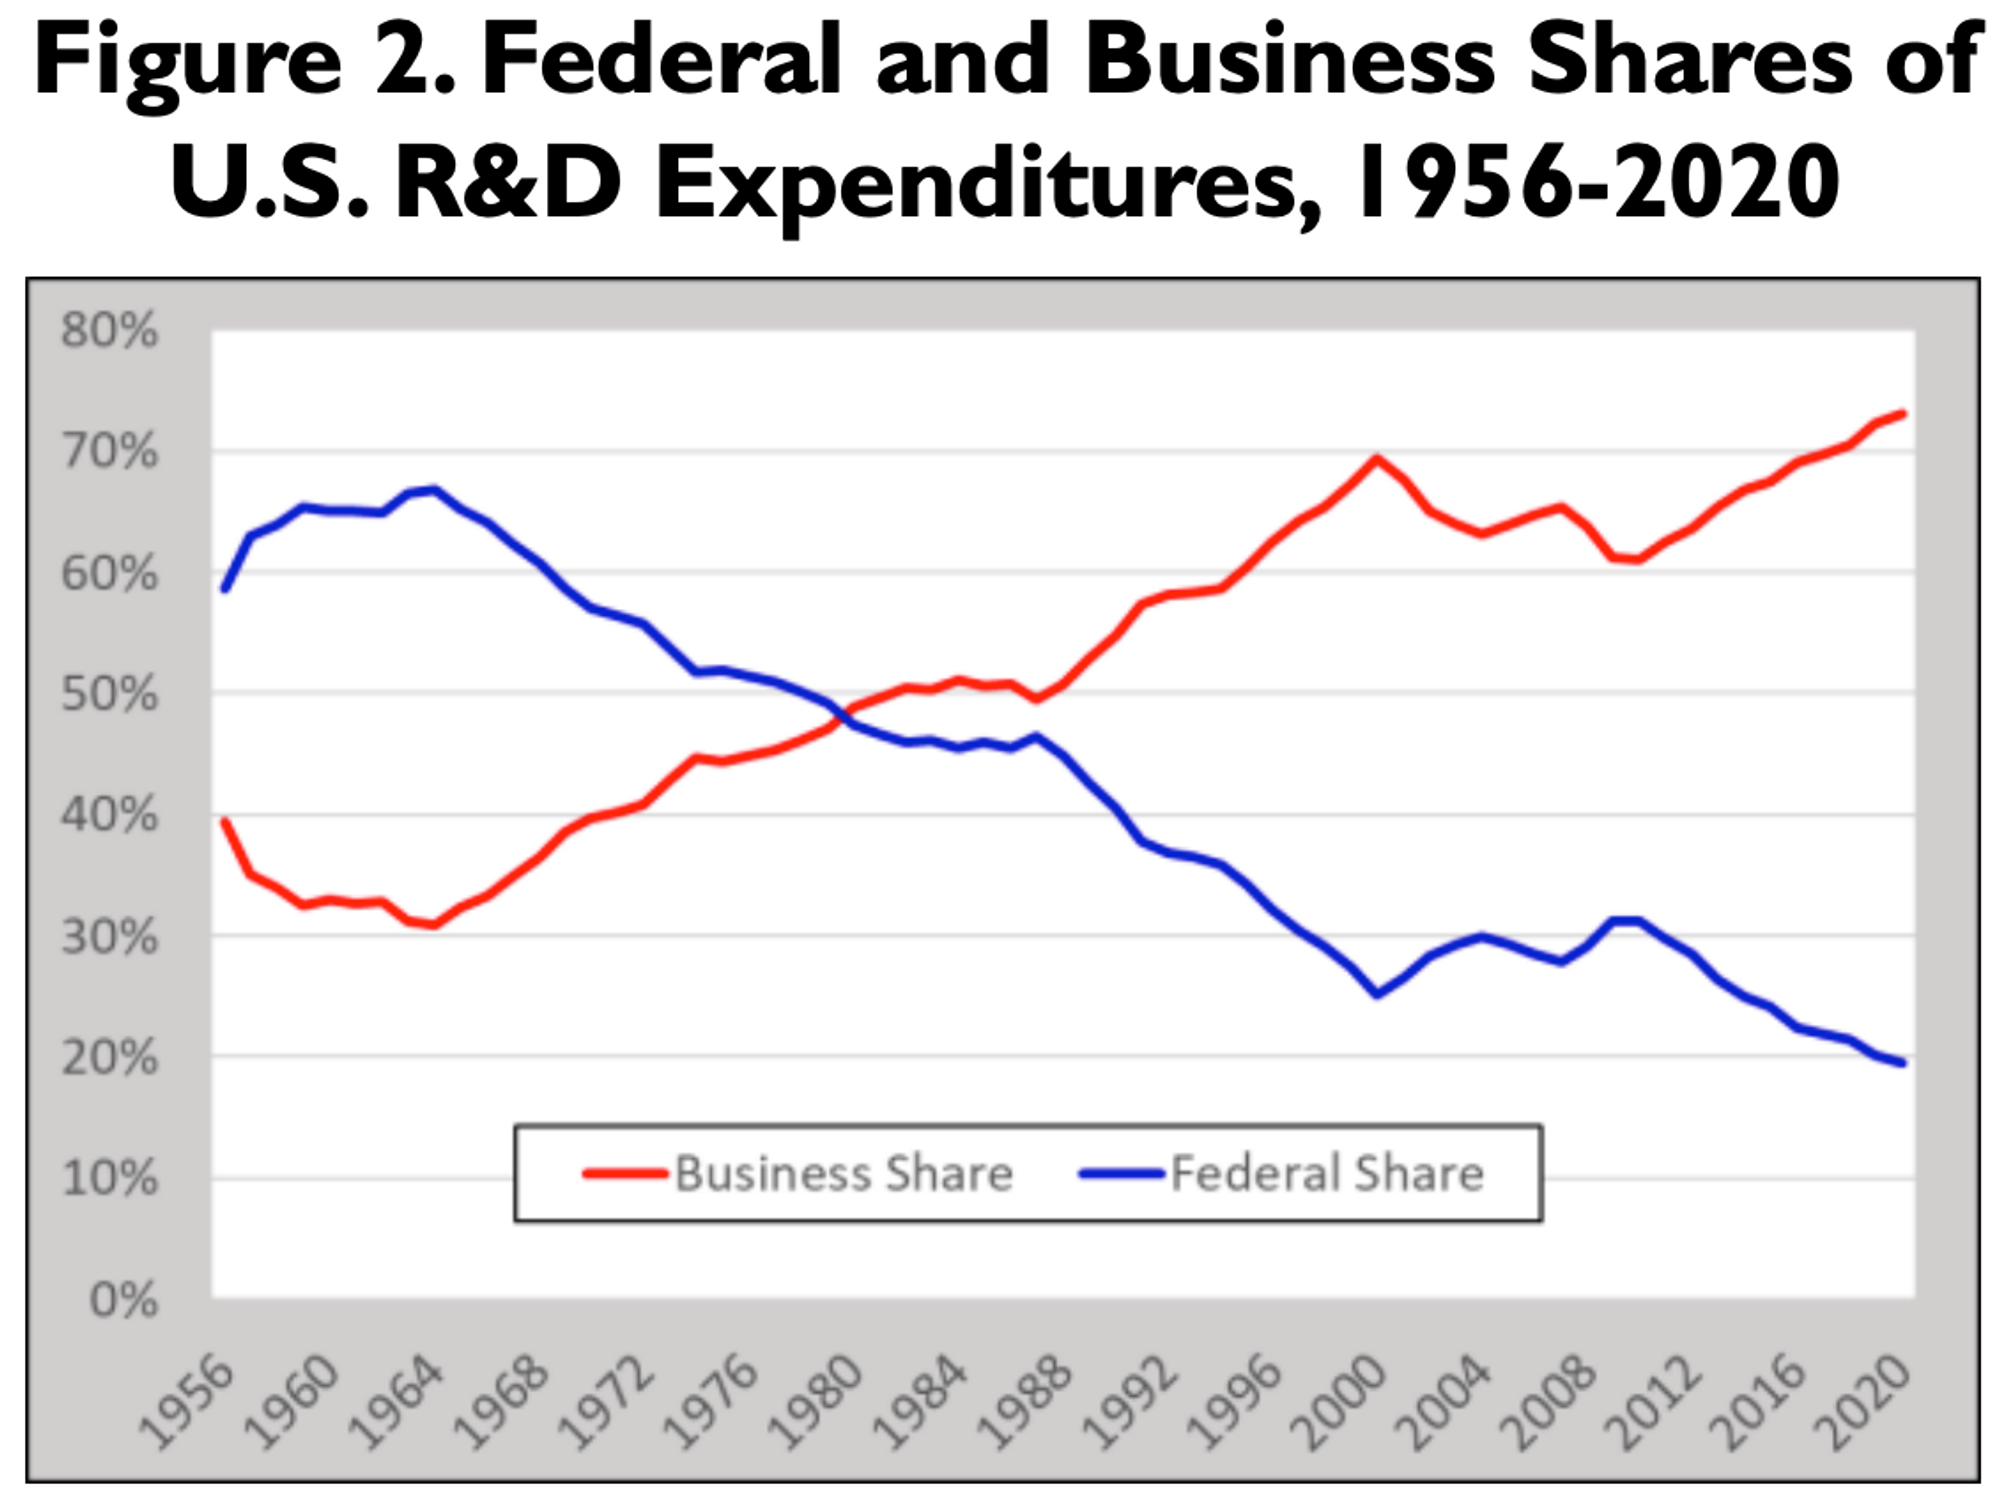 Figure 2. Federal and Business Shares of
U.S. R&D Expenditures, 1956-2020
80%
70%
60%
50%
40%
30%
20%
10%
0%
Business Share Federal Share
1956 1960 1964 1968 1972 1976 1980 1984 1988 1992 1996 2000 2004 2008 2012 2016 2020